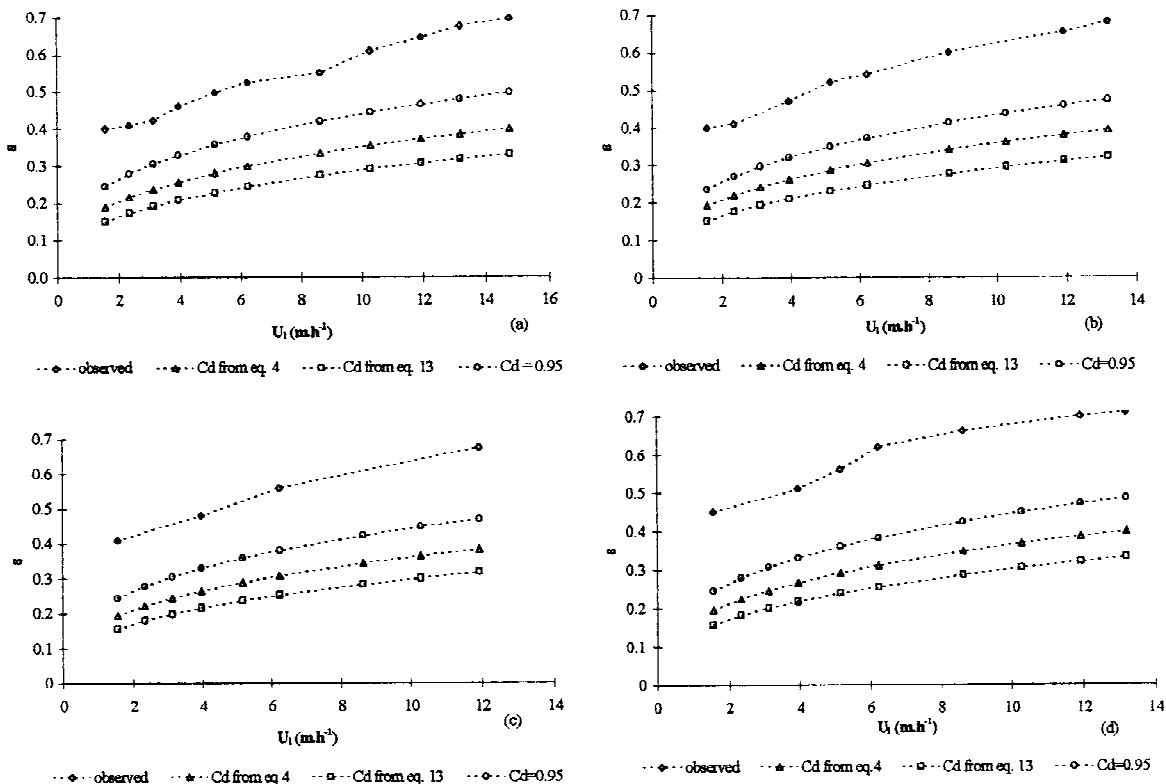 0.7
0.6
0.5
0.4
0.3
0.2
0.1
0.0
ε
0 2 4 6 8 10 12 14 16
U₁ (m.h⁻¹)
(a)
observed Cd from eq. 4 Cd from eq. 13 Cd = 0.95
0.7
0.6
0.5
0.4
0.3
0.2
0.1
0
ε
0 2 4 6 8 10 12 14
U₁ (m.h⁻¹)
(b)
observed Cd from eq. 4 Cd from eq. 13 Cd=0.95
0.7
0.6
0.5
0.4
0.3
0.2
0.1
0
ε
0 2 4 6 8 10 12 14
U₁ (m.h⁻¹)
(c)
observed Cd from eq 4 Cd from eq. 13 Cd=0.95
0.7
0.6
0.5
0.4
0.3
0.2
0.1
0
ε
0 2 4 6 8 10 12 14
U₁ (m.h⁻¹)
(d)
observed Cd from eq. 4 Cd from eq. 13 Cd=0.95